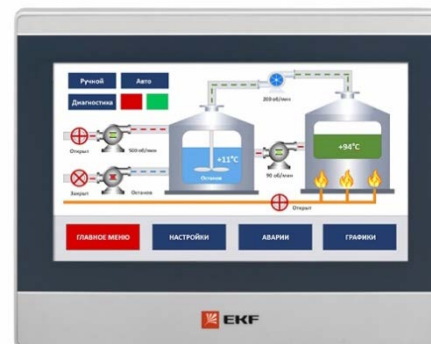 Ручной
Авто
Диагностика
200 об/мин
500 об/мин
Открыт
+11°C
Останов
+94°C
90 об/мин
Закрыт
Останов
Открыт
ГЛАВНОЕ МЕНЮ
НАСТРОЙКИ
АВАРИИ
ГРАФИКИ
EKF